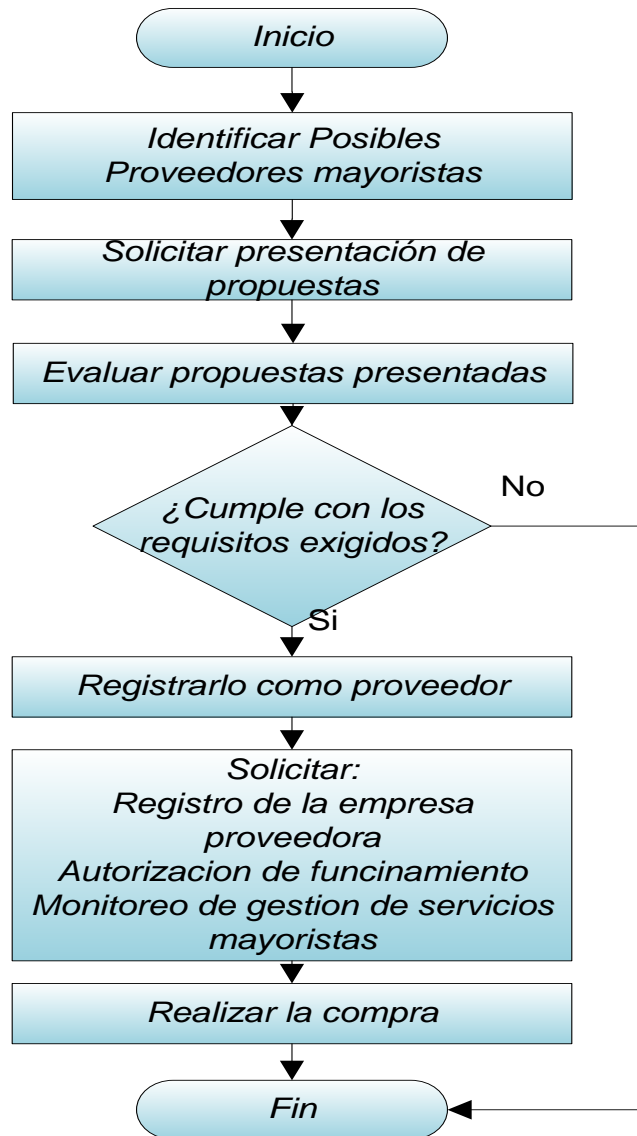 Inicio
Identificar Posibles
Proveedores mayoristas
Solicitar presentación de
propuestas
Evaluar propuestas presentadas
¿Cumple con los
requisitos exigidos?
No
Si
Registrarlo como proveedor
Solicitar:
Registro de la empresa
proveedora
Autorizacion de funcinamiento
Monitoreo de gestion de servicios
mayoristas
Realizar la compra
Fin